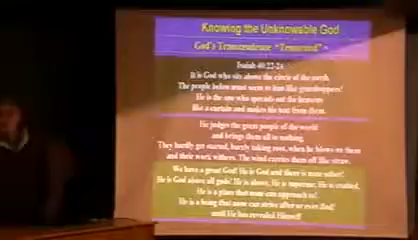 Knowing the Unknowable God
God's Transcendence "Removed"
Isaiah 40:22-24
It is God who sits above the circle of the earth.
The people below must seem to him like grasshoppers!
He is the one who spreads out the heavens
like a curtain and makes his tent from them.
He judges the great people of the world
and brings them all to nothing.
They hardly get started, barely taking root, when he blows on them
and their work withers. The wind carries them off like straw.
We have a great God! He is God and there is none other!
He is God above all gods! He is above, He is supreme, He is exalted.
He is a place that none can approach to!
He is a being that none can strive after or ever find!
until He has revealed Himself